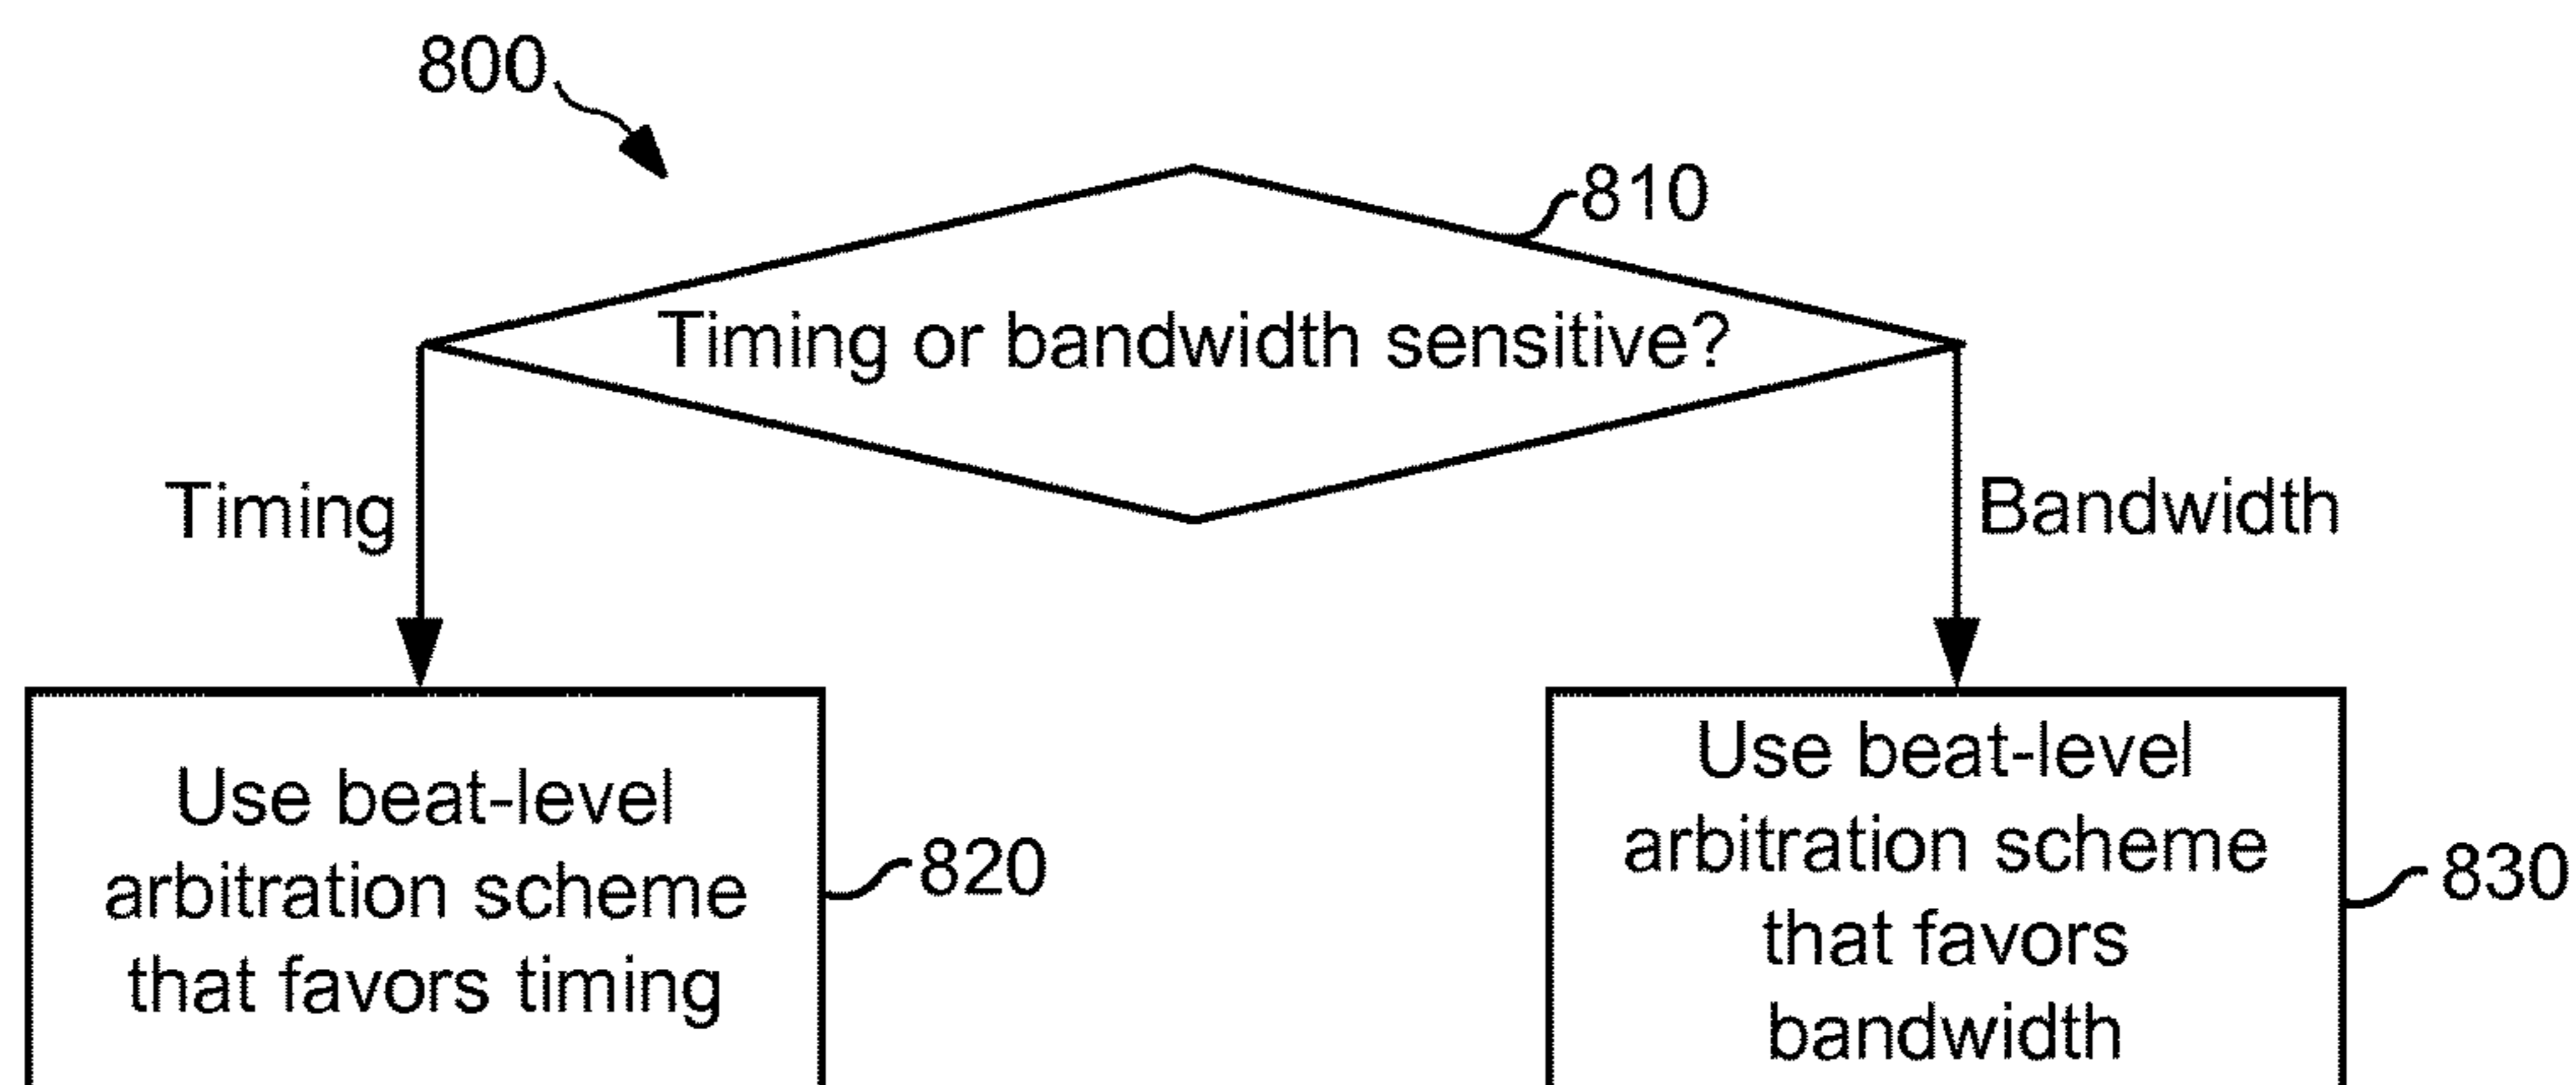 800
810
Timing or bandwidth sensitive?
Timing
Bandwidth
Use beat-level
arbitration scheme
that favors timing
820
Use beat-level
arbitration scheme
that favors
bandwidth
830